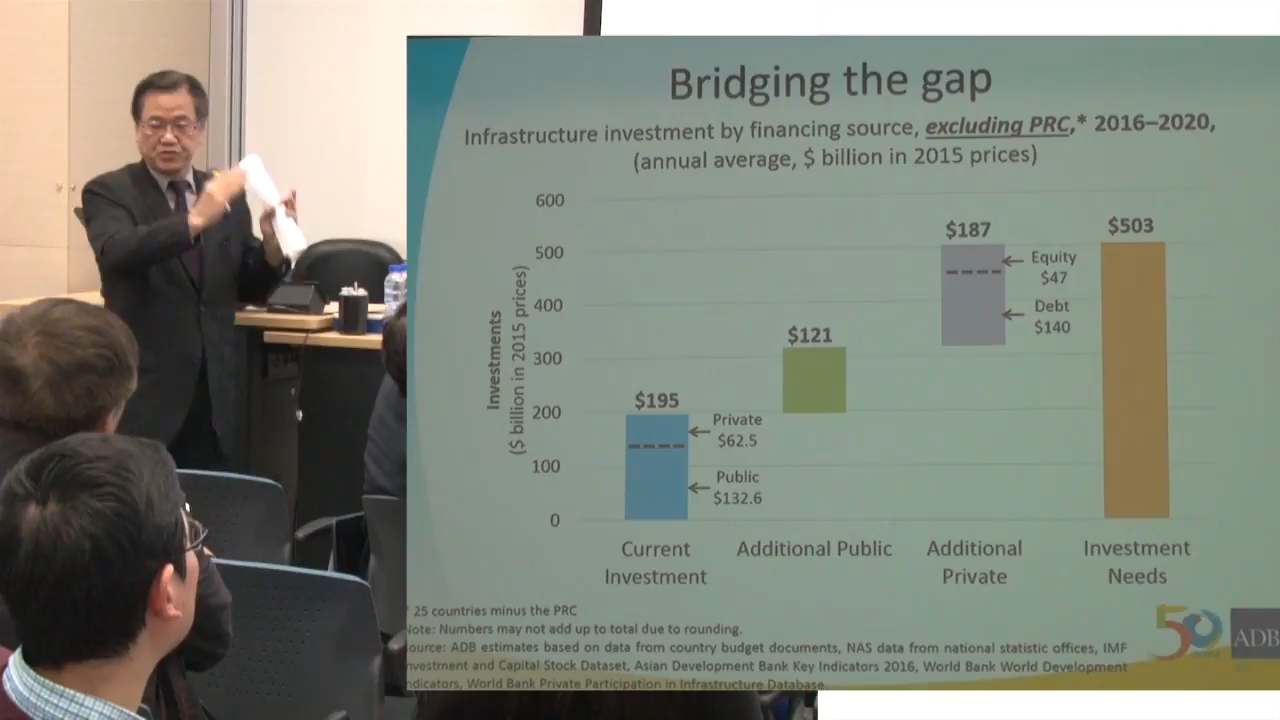 Bridging the gap
Infrastructure investment by financing source, excluding PRC,* 2016–2020,
(annual average, $ billion in 2015 prices)
Investments
($ billion in 2015 prices)
600
500
400
300
200
100
0
$195
Private
$62.5
Public
$132.6
$121
$187
Equity
$47
Debt
$140
$503
Current
Investment
Additional Public
Additional
Private
Investment
Needs
* 25 countries minus the PRC
Note: Numbers may not add up to total due to rounding.
ource: ADB estimates based on data from country budget documents, NAS data from national statistic offices, IMF
nvestment and Capital Stock Dataset, Asian Development Bank Key Indicators 2016, World Bank World Development
ndicators, World Bank Private Participation in Infrastructure Database.
50
ADB